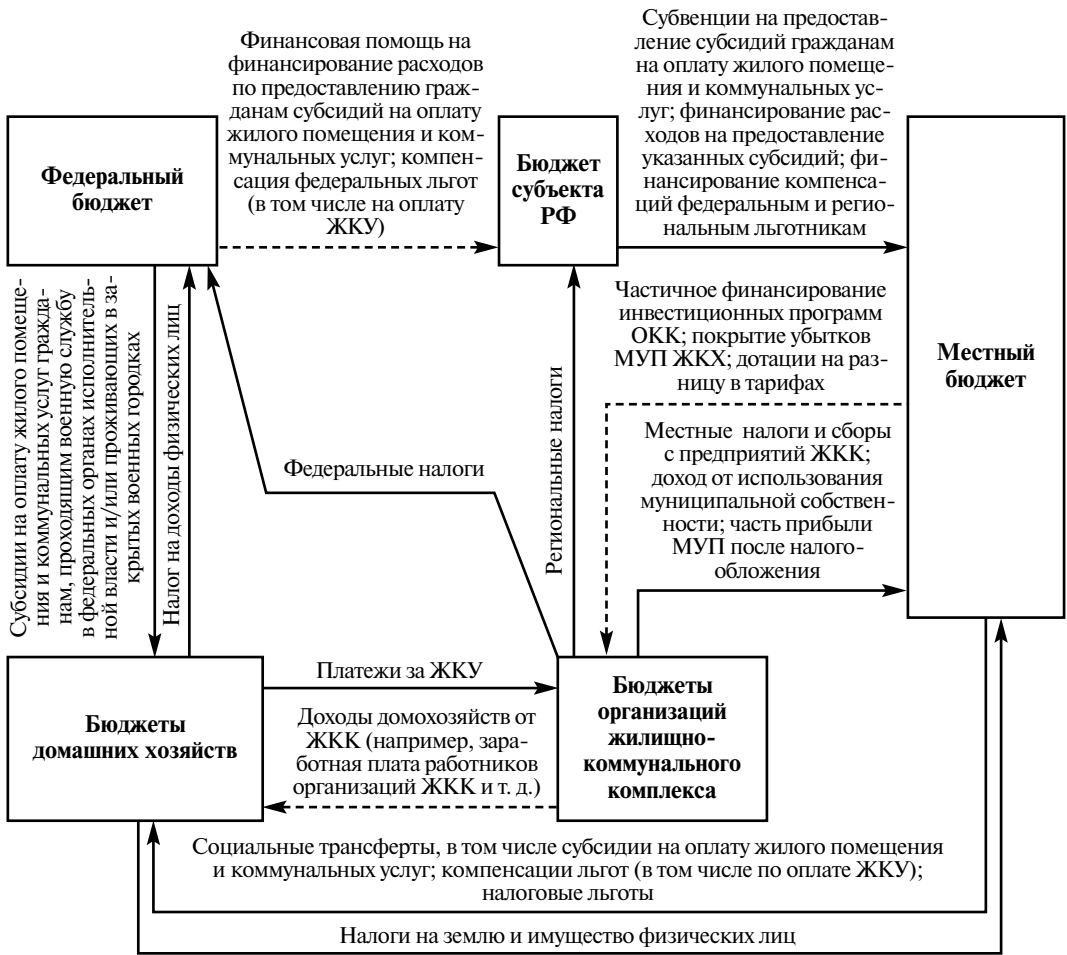 Финансовая помощь на
финансирование расходов
по предоставлению граж-
данам субсидий на оплату
жилого помещения и ком-
мунальных услуг; компен-
сация федеральных льгот
(в том числе на оплату
ЖКУ)
Субвенции на предостав-
ление субсидий гражданам
на оплату жилого помеще-
ния и коммунальных ус-
луг; финансирование рас-
ходов на предоставление
указанных субсидий; фи-
нансирование компенса-
ций федеральным и регио-
нальным льготникам
Федеральный
бюджет
Бюджет
субъекта
РФ
Местный
бюджет
Субсидии на оплату жилого помеще-
ния и коммунальных услуг гражда-
нам, проходящим военную службу
в федеральных органах исполнитель-
ной власти и/или проживающих в за-
крытых военных городках
Налог на доходы физических лиц
Федеральные налоги
Региональные налоги
Частичное финансирование
инвестиционных программ
ОКК; покрытие убытков
МУП ЖКХ; дотации на раз-
ницу в тарифах
Местные налоги и сборы
с предприятий ЖКК;
доход от использования
муниципальной собствен-
ности; часть прибыли
МУП после налого-
обложения
Бюджеты
домашних хозяйств
Платежи за ЖКУ
Доходы домохозяйств от
ЖКК (например, зара-
ботная плата работников
организаций ЖКК и т. д.)
Бюджеты
организаций
жилищно-
коммунального
комплекса
Социальные трансферты, в том числе субсидии на оплату жилого помещения
и коммунальных услуг; компенсации льгот (в том числе по оплате ЖКУ);
налоговые льготы
Налоги на землю и имущество физических лиц